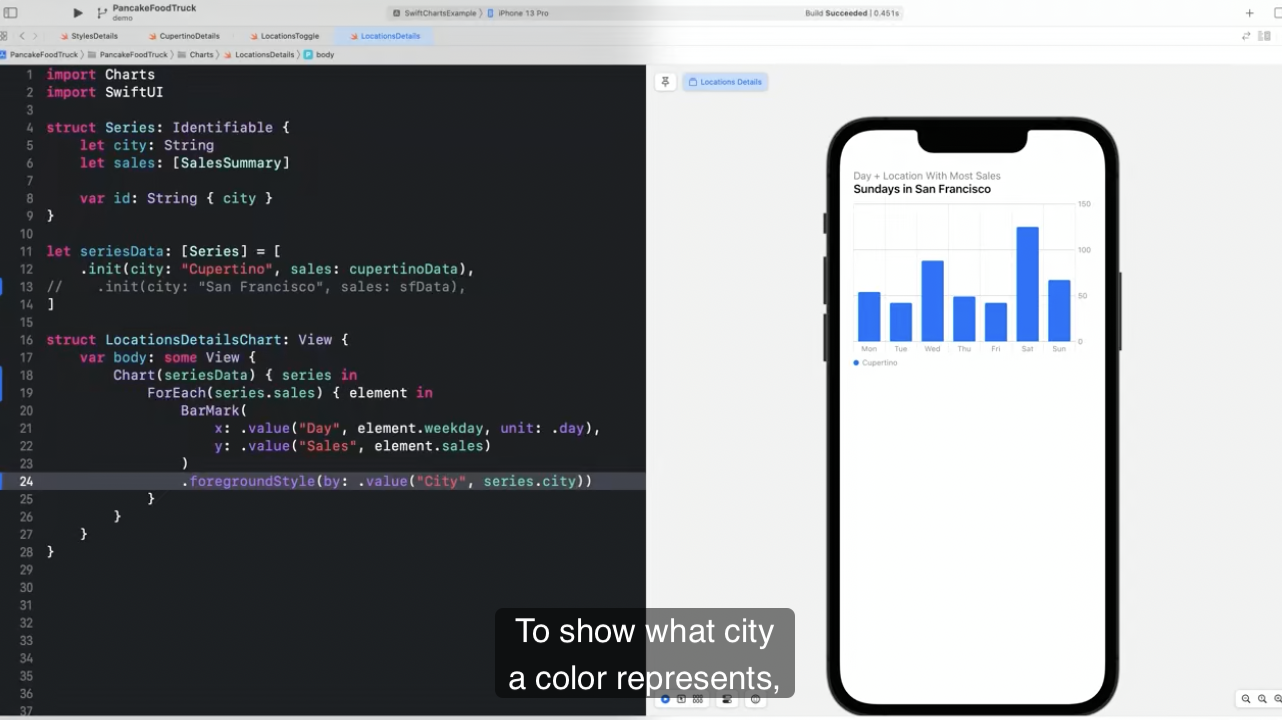 PancakeFoodTruck
demo
SwiftChartsExample 〉 iPhone 13 Pro
Build Succeeded | 0.451s
StylesDetails
CupertinoDetails
LocationsToggle
LocationsDetails
PancakeFoodTruck 〉 PancakeFoodTruck 〉 Charts 〉 LocationsDetails 〉 P body
1 import Charts
2 import SwiftUI
3
4 struct Series: Identifiable {
5 let city: String
6 let sales: [SalesSummary]
7
8 var id: String { city }
9 }
10
11 let seriesData: [Series] = [
12 .init(city: "Cupertino", sales: cupertinoData),
13 // .init(city: "San Francisco", sales: sfData),
14 ]
15
16 struct LocationsDetailsChart: View {
17 var body: some View {
18 Chart(seriesData) { series in
19 ForEach(series.sales) { element in
20 BarMark(
21 x: .value("Day", element.weekday, unit: .day),
22 y: .value("Sales", element.sales)
23 )
24 .foregroundStyle(by: .value("City", series.city))
25 }
26 }
27 }
28 }
29
30
31
32
33
34
35
36
37
Locations Details
Day + Location With Most Sales
Sundays in San Francisco
150
100
50
0
Mon Tue Wed Thu Fri Sat Sun
Cupertino
To show what city
a color represents,